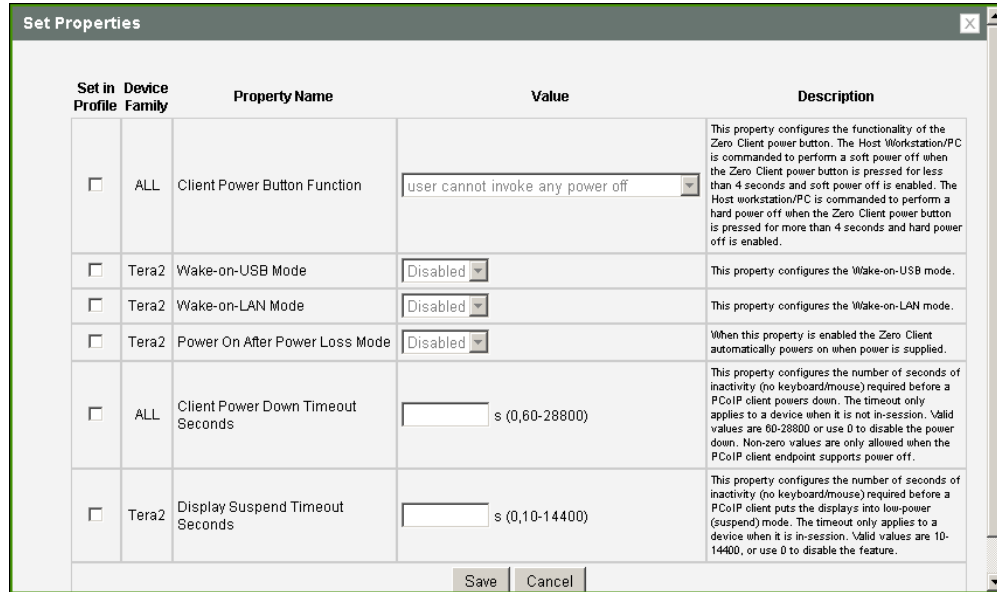 Set Properties
X
Set in Profile
Device Family
Property Name
Value
Description
ALL
Client Power Button Function
user cannot invoke any power off
This property configures the functionality of the
Zero Client power button. The Host Workstation/PC
is commanded to perform a soft power off when
the Zero Client power button is pressed for less
than 4 seconds and soft power off is enabled. The
Host workstation/PC is commanded to perform a
hard power off when the Zero Client power button
is pressed for more than 4 seconds and hard power
off is enabled.
Tera2
Wake-on-USB Mode
Disabled
This property configures the Wake-on-USB mode.
Tera2
Wake-on-LAN Mode
Disabled
This property configures the Wake-on-LAN mode.
Tera2
Power On After Power Loss Mode
Disabled
When this property is enabled the Zero Client
automatically powers on when power is supplied.
ALL
Client Power Down Timeout
Seconds
s (0,60-28800)
This property configures the number of seconds of
inactivity (no keyboard/mouse) required before a
PCoIP client powers down. The timeout only
applies to a device when it is not in-session. Valid
values are 60-28800 or use 0 to disable the power
down. Non-zero values are only allowed when the
PCoIP client endpoint supports power off.
Tera2
Display Suspend Timeout
Seconds
s (0,10-14400)
This property configures the number of seconds of
inactivity (no keyboard/mouse) required before a
PCoIP client puts the displays into low-power
(suspend) mode. The timeout only applies to a
device when it is in-session. Valid values are 10-
14400, or use 0 to disable the feature.
Save
Cancel